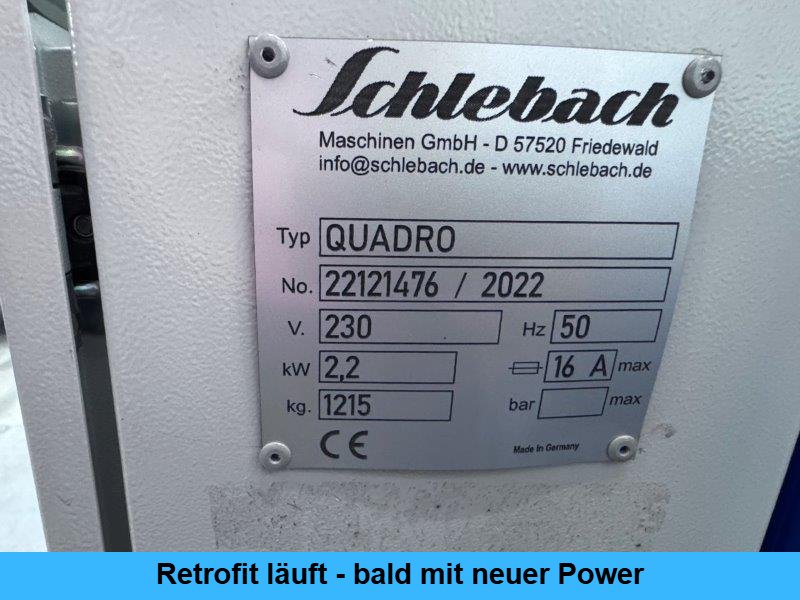 Schlebach
Maschinen GmbH - D 57520 Friedewald
info@schlebach.de - www.schlebach.de
Typ QUADRO
No. 22121476 / 2022
V. 230 Hz 50
kW 2,2 16 A max
kg. 1215 bar max
CE Made In Germany
Retrofit läuft - bald mit neuer Power